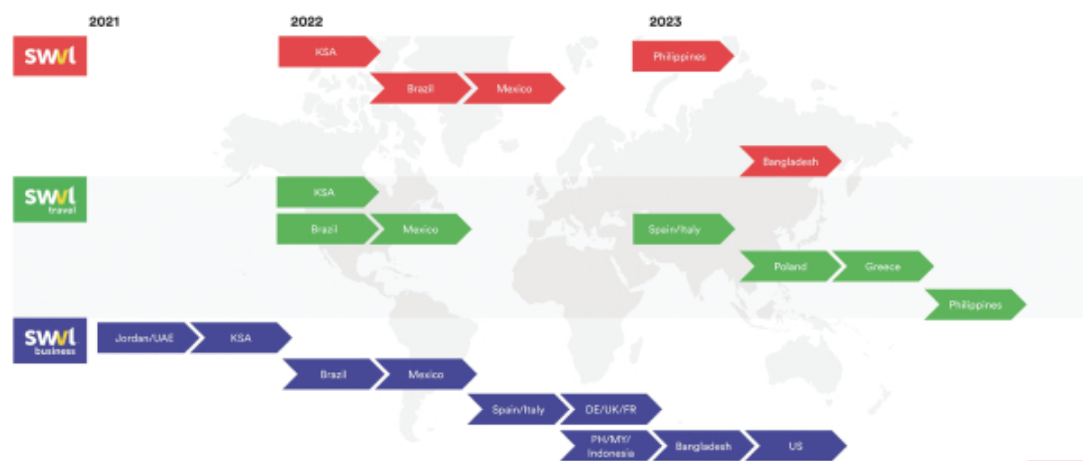 2021
2022
2023
swvl
KSA
Philippines
Brazil
Mexico
Bangladesh
swvl
travel
KSA
Brazil
Mexico
Spain/Italy
Poland
Greece
Philippines
swvl
business
Jordan/UAE
KSA
Brazil
Mexico
Spain/Italy
DE/UK/FR
PH/MY/
Indonesia
Bangladesh
US